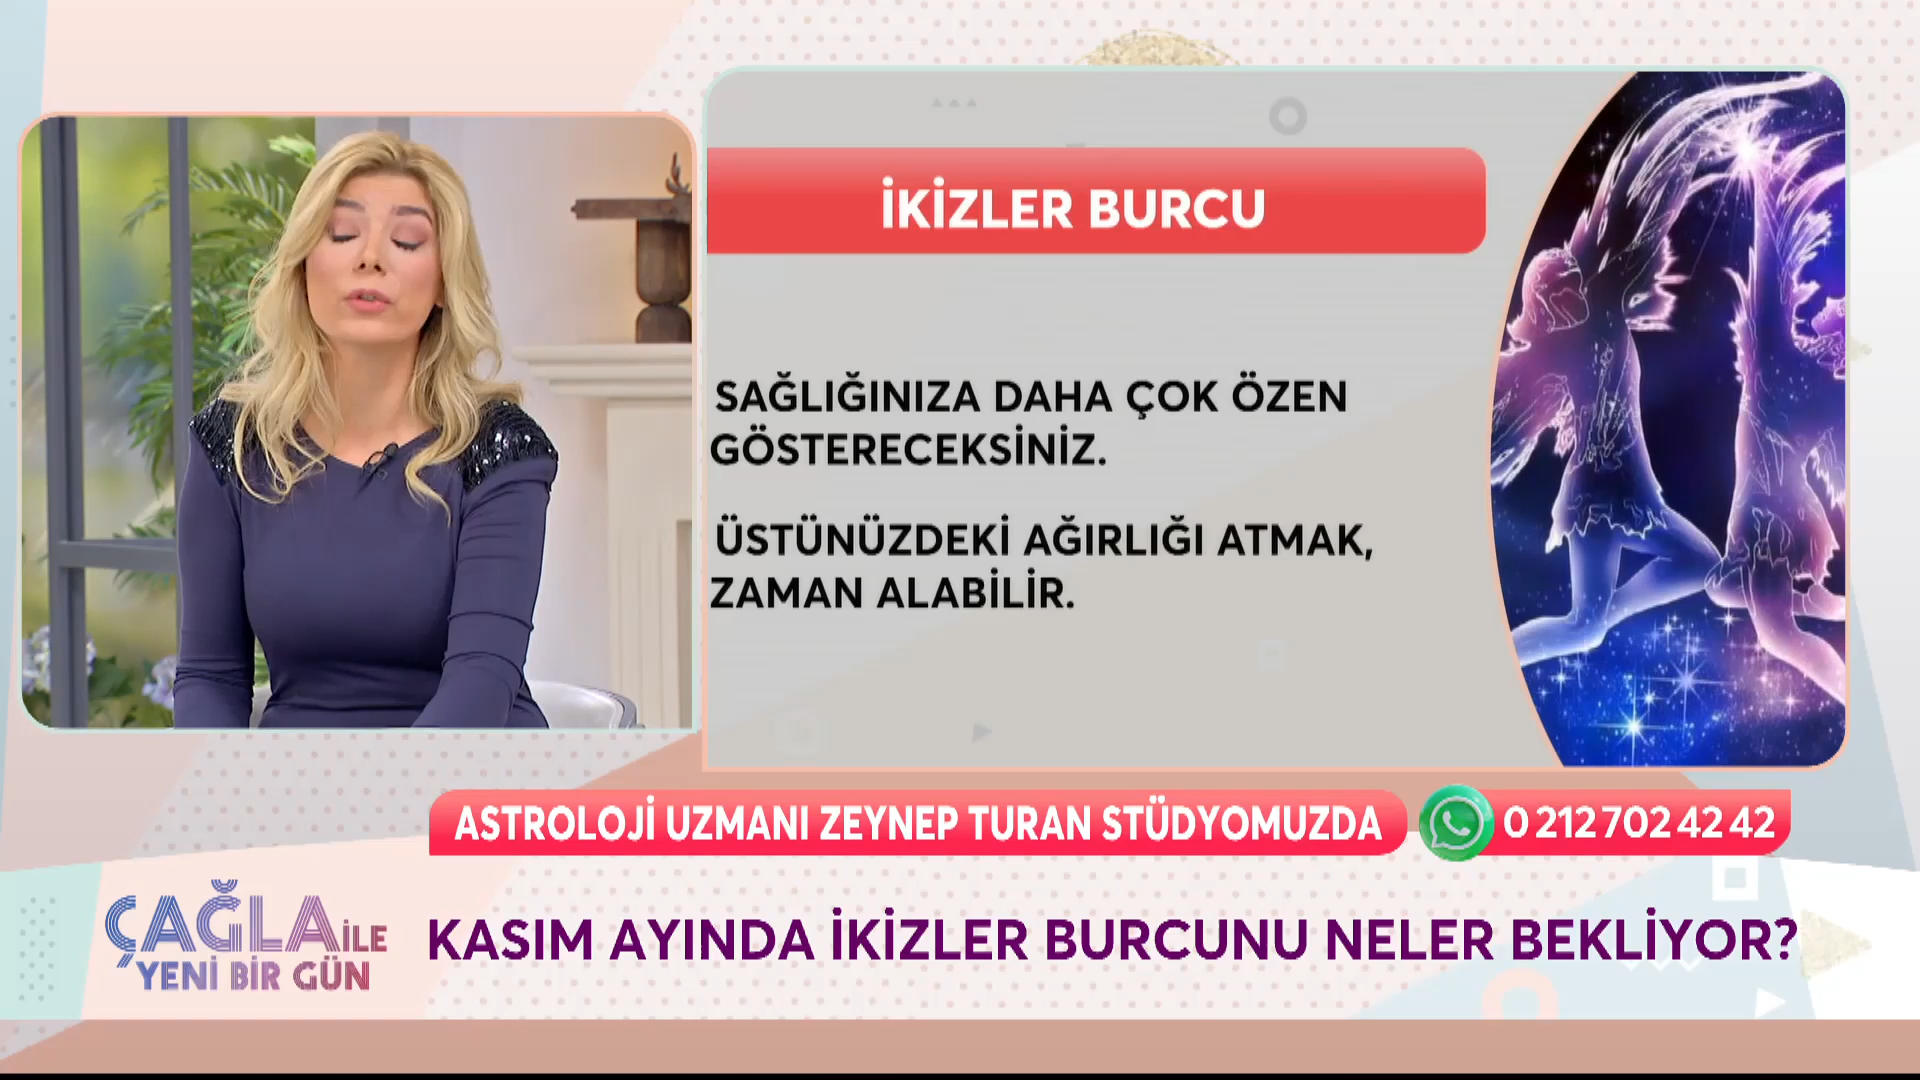 İKİZLER BURCU
SAĞLIĞINIZA DAHA ÇOK ÖZEN
GÖSTERECEKSİNİZ.
ÜSTÜNÜZDEKİ AĞIRLIĞI ATMAK,
ZAMAN ALABİLİR.
ASTROLOJİ UZMANI ZEYNEP TURAN STÜDYOMUZDA
0 212 702 42 42
ÇAĞLA İLE
YENİ BİR GÜN
KASIM AYINDA İKİZLER BURCUNU NELER BEKLİYOR?